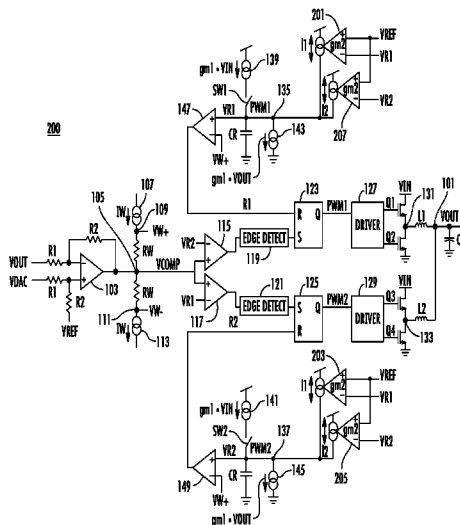 201
I1
gm2
VREF
VR1
139
gm1 • VIN
SW1
VR1
PWM1
135
I2
gm2
VR2
207
147
CR
143
VW+
gm1 • VOUT
200
107
IW
109
VW+
105
R2
RW
VOUT
R1
VDAC
R1
103
R2
VREF
RW
111
VW-
IW
113
VCOMP
VR2
115
VR1
117
R1
EDGE DETECT
119
121
EDGE DETECT
R2
123
R
Q
S
PWM1
127
DRIVER
125
S
Q
R
PWM2
129
DRIVER
VIN
131
Q1
Q2
L1
101
VOUT
C
VIN
Q3
Q4
L2
133
141
gm1 • VIN
SW2
VR2
PWM2
137
149
CR
145
VW+
gm1 • VOUT
203
I1
gm2
VREF
VR1
I2
gm2
VR2
205